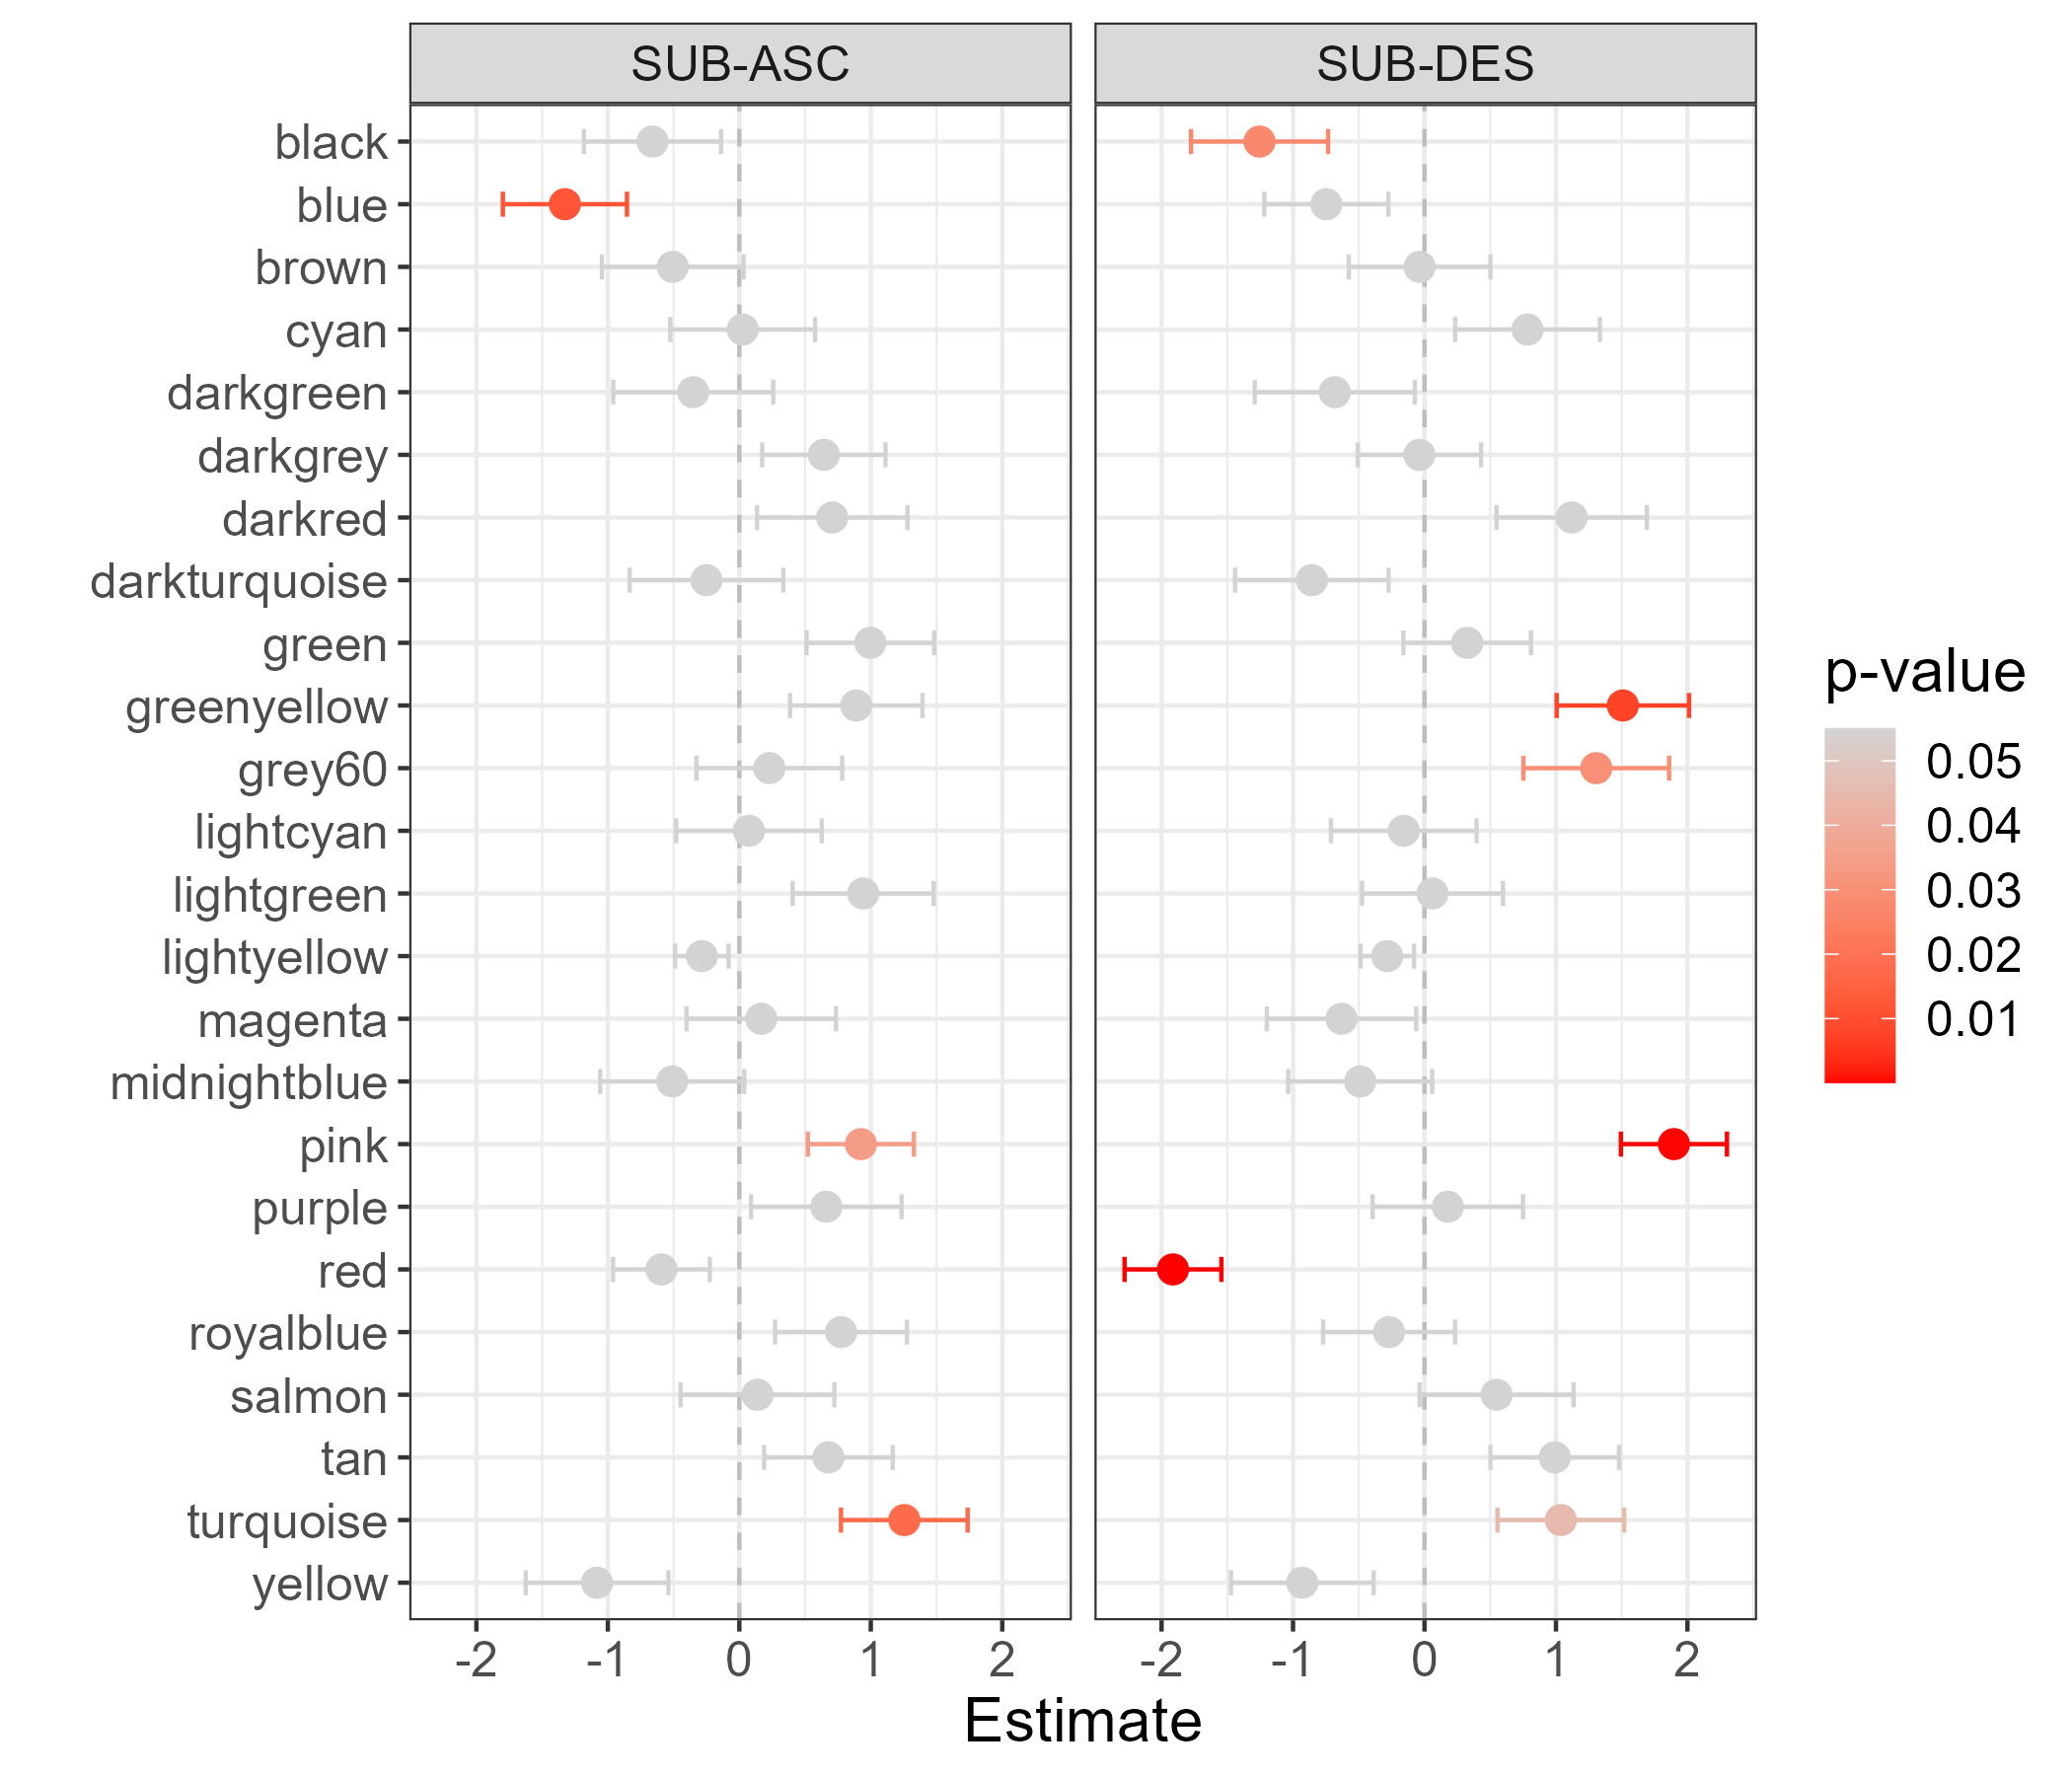 SUB-ASC SUB-DES
black
blue
brown
cyan
darkgreen
darkgrey
darkred
darkturquoise
green
greenyellow
grey60
lightcyan
lightgreen
lightyellow
magenta
midnightblue
pink
purple
red
royalblue
salmon
tan
turquoise
yellow
-2 -1 0 1 2 -2 -1 0 1 2
Estimate
p-value
0.05
0.04
0.03
0.02
0.01